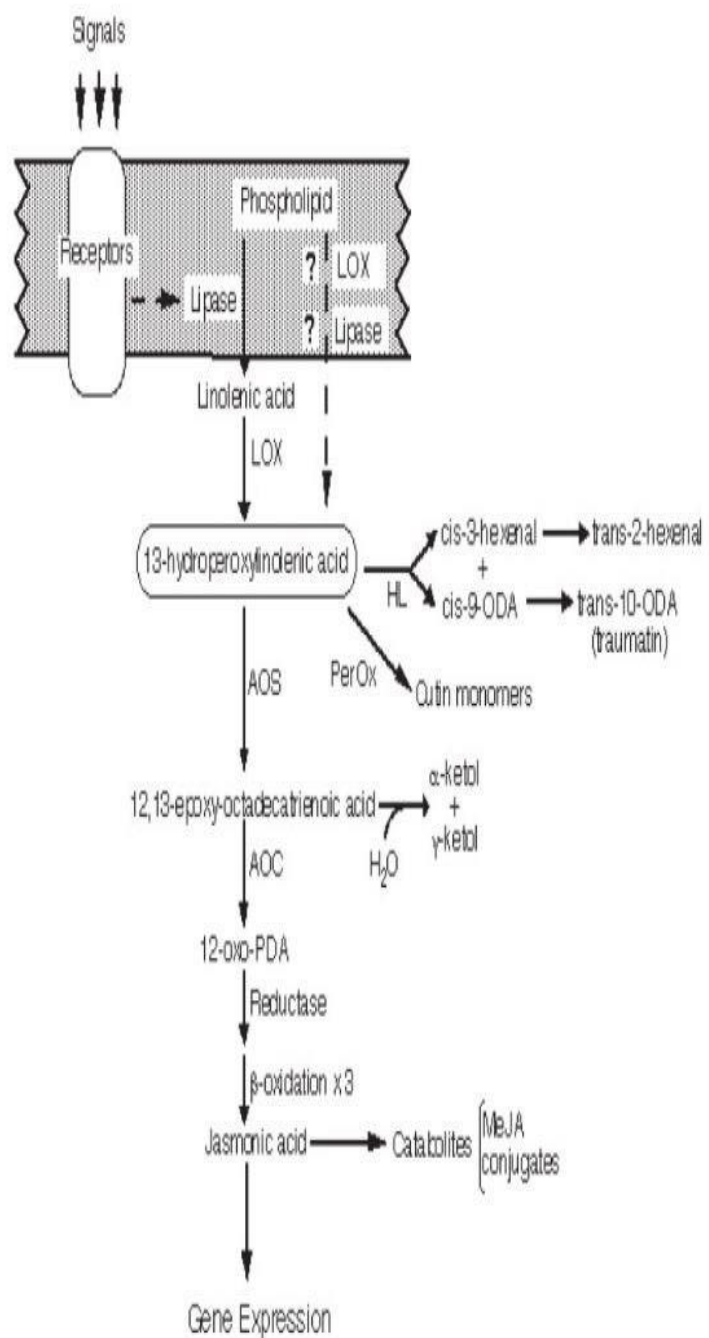 Signals
Phospholipid
Receptors
? LOX
Lipase
? Lipase
Linolenic acid
LOX
13-hydroperoxylinolenic acid
HL
cis-3-hexenal
trans-2-hexenal
+
cis-9-ODA
trans-10-ODA
(traumatin)
PerOx
Cutin monomers
AOS
12,13-epoxy-octadecatrienoic acid
H₂O
α-ketol
+
γ-ketol
AOC
12-oxo-PDA
Reductase
β-oxidation x 3
Jasmonic acid
Catabolites
MeJA
conjugates
Gene Expression